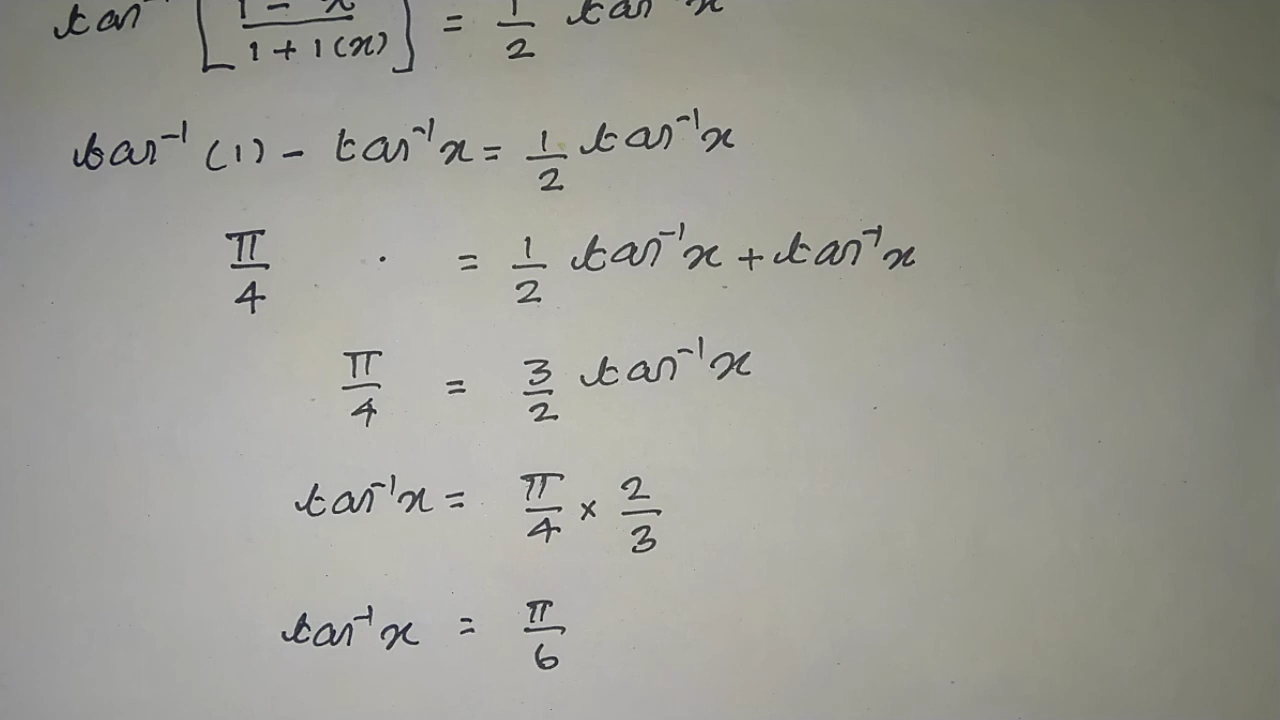 tan⁻¹ [1 - x / 1 + 1(x)] = 1/2 tan⁻¹ x
tan⁻¹ (1) - tan⁻¹x = 1/2 tan⁻¹x
π/4 . = 1/2 tan⁻¹x + tan⁻¹x
π/4 = 3/2 tan⁻¹x
tan⁻¹x = π/4 × 2/3
tan⁻¹x = π/6